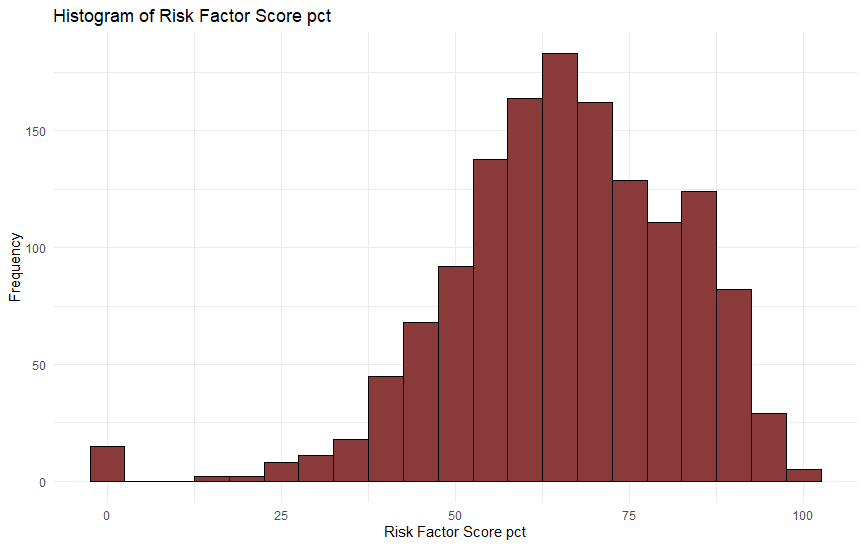 Histogram of Risk Factor Score pct
Frequency
150
100
50
0
0 25 50 75 100
Risk Factor Score pct